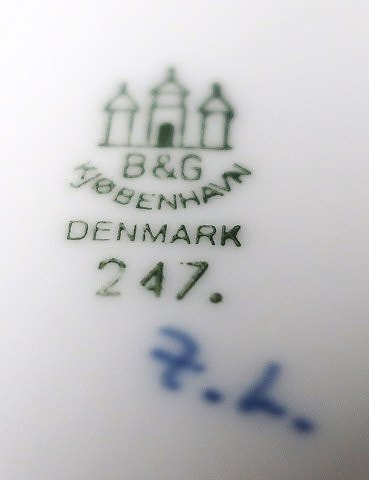 B&G
KJØBENHAVN
DENMARK
247.